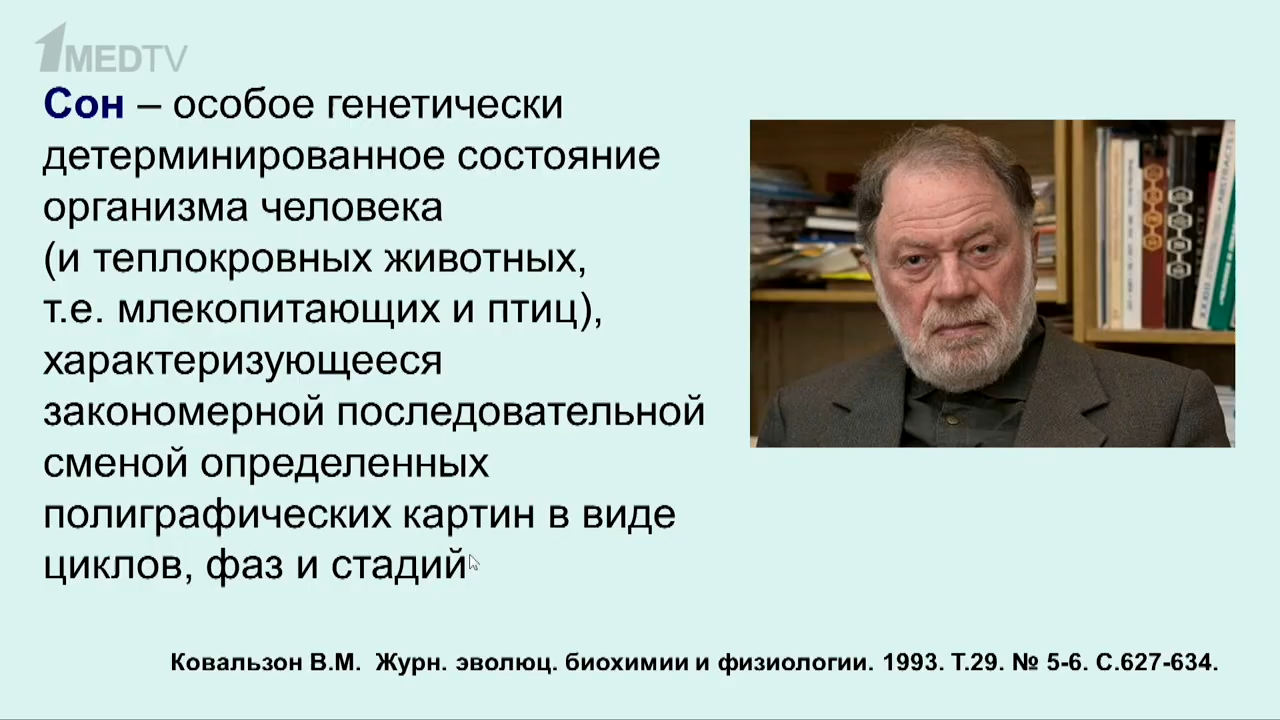 1MEDTV
Сон – особое генетически
детерминированное состояние
организма человека
(и теплокровных животных,
т.е. млекопитающих и птиц),
характеризующееся
закономерной последовательной
сменой определенных
полиграфических картин в виде
циклов, фаз и стадий
ABSTRACTS
Ковальзон В.М. Журн. эволюц. биохимии и физиологии. 1993. Т.29. № 5-6. С.627-634.